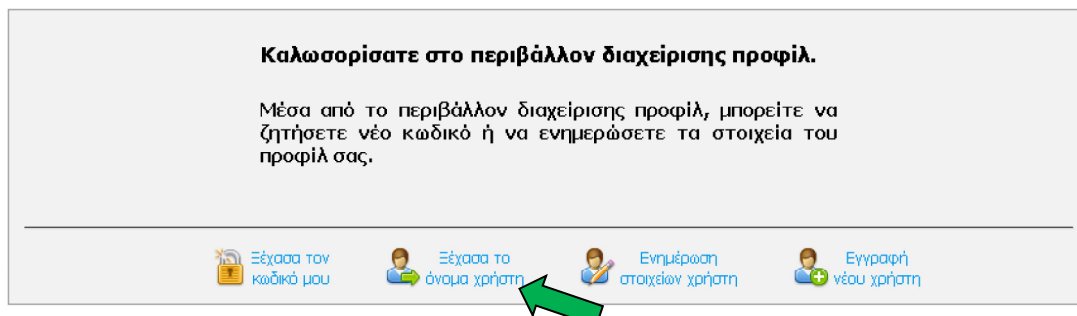 Καλωσορίσατε στο περιβάλλον διαχείρισης προφίλ.
Μέσα από το περιβάλλον διαχείρισης προφίλ, μπορείτε να
ζητήσετε νέο κωδικό ή να ενημερώσετε τα στοιχεία του
προφίλ σας.
Ξέχασα τον
κωδικό μου
Ξέχασα το
όνομα χρήστη
Ενημέρωση
στοιχείων χρήστη
Εγγραφή
νέου χρήστη